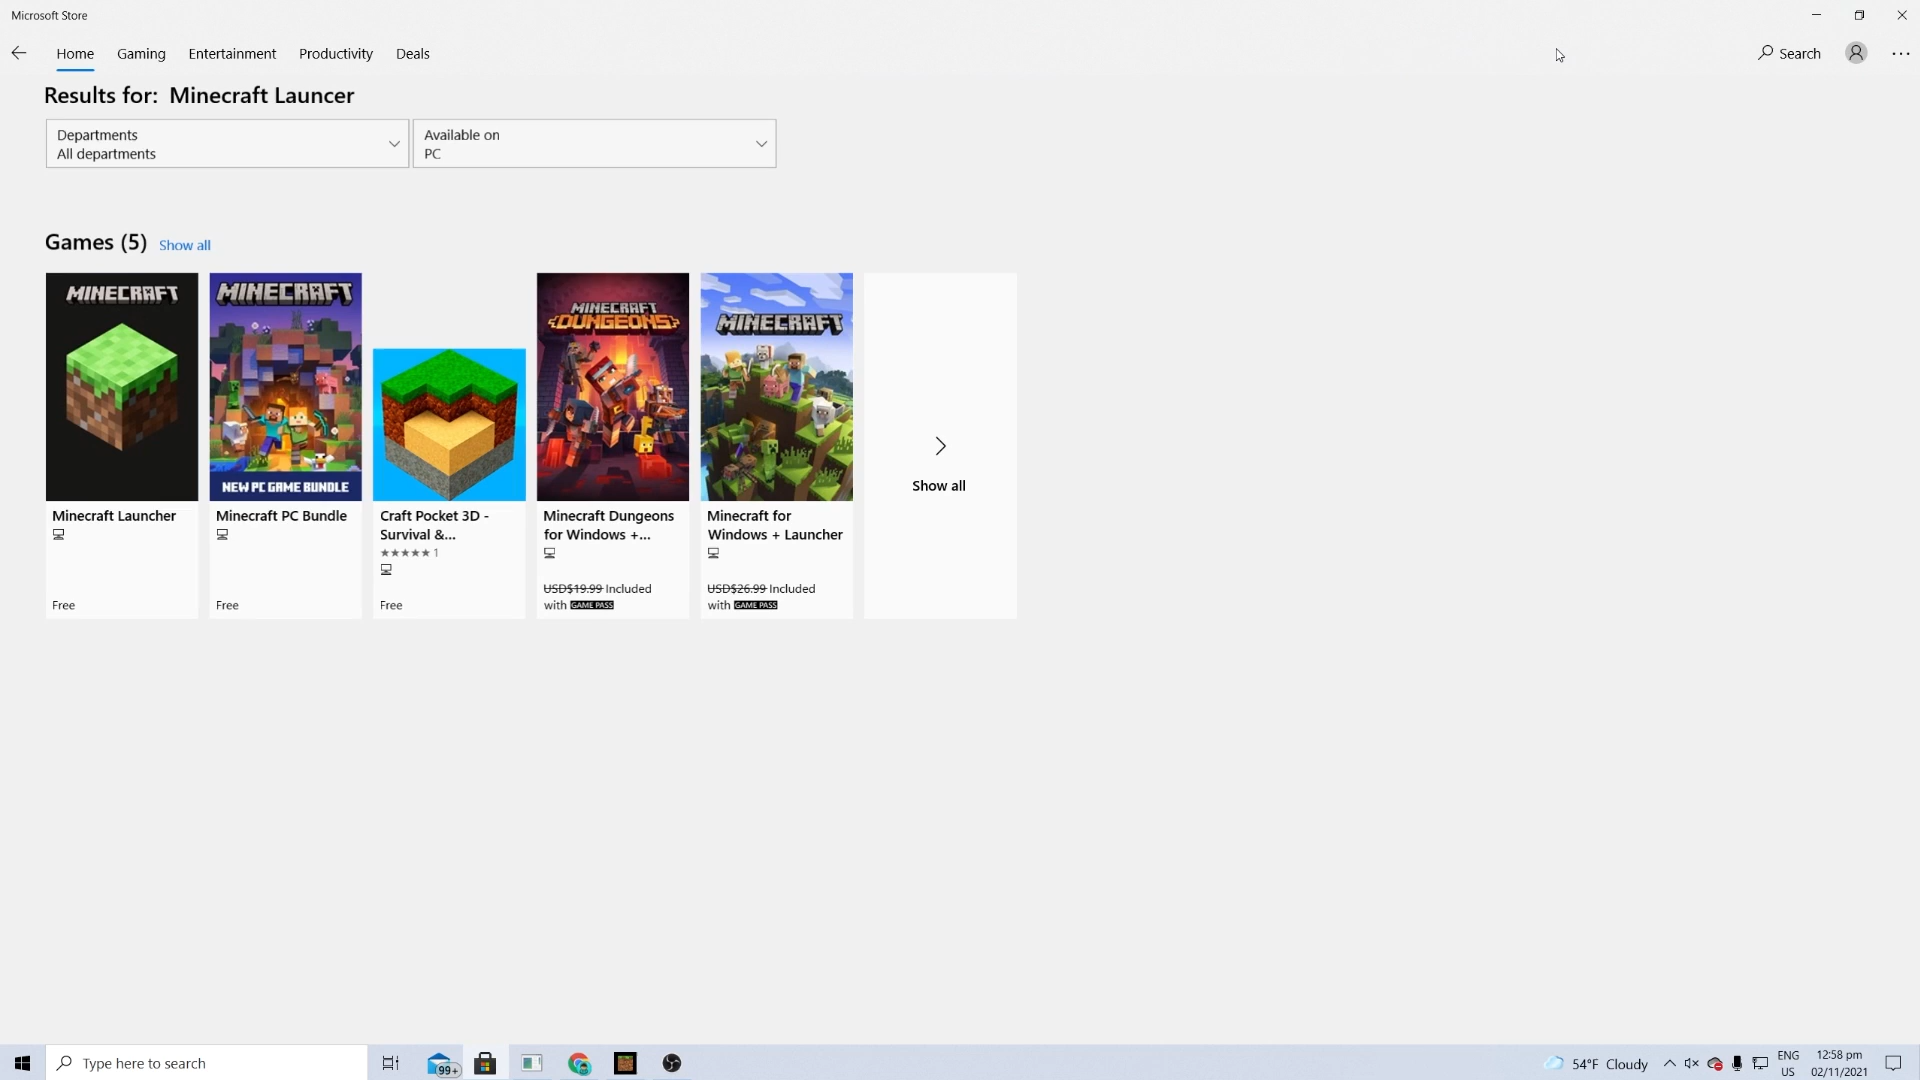 Microsoft Store
Home Gaming Entertainment Productivity Deals
Search
Results for: Minecraft Launcer
Departments
All departments
Available on
PC
Games (5) Show all
MINECRAFT
Minecraft Launcher
Free
MINECRAFT
NEW PC GAME BUNDLE
Minecraft PC Bundle
Free
Craft Pocket 3D -
Survival &...
★★★★★ 1
Free
MINECRAFT
DUNGEONS
Minecraft Dungeons
for Windows +...
USD$19.99 Included
with GAME PASS
MINECRAFT
Minecraft for
Windows + Launcher
USD$26.99 Included
with GAME PASS
Show all
Type here to search
99+
54°F Cloudy
ENG
US
12:58 pm
02/11/2021